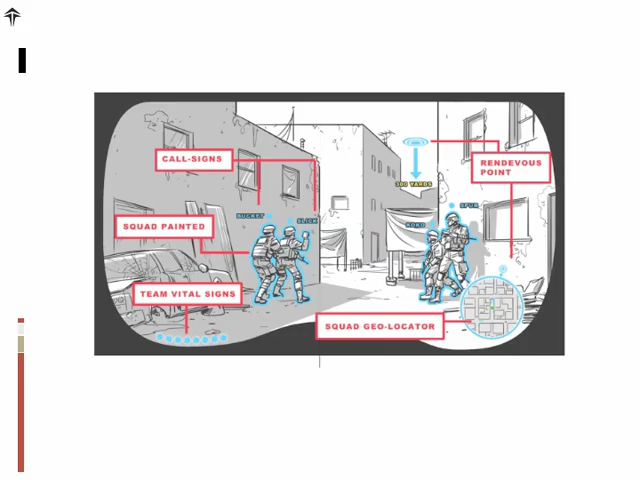 CALL-SIGNS
RENDEVOUS
POINT
300 YARDS
SPUR
BUCKET
SLICK
KOKO
SQUAD PAINTED
TEAM VITAL SIGNS
SQUAD GEO-LOCATOR